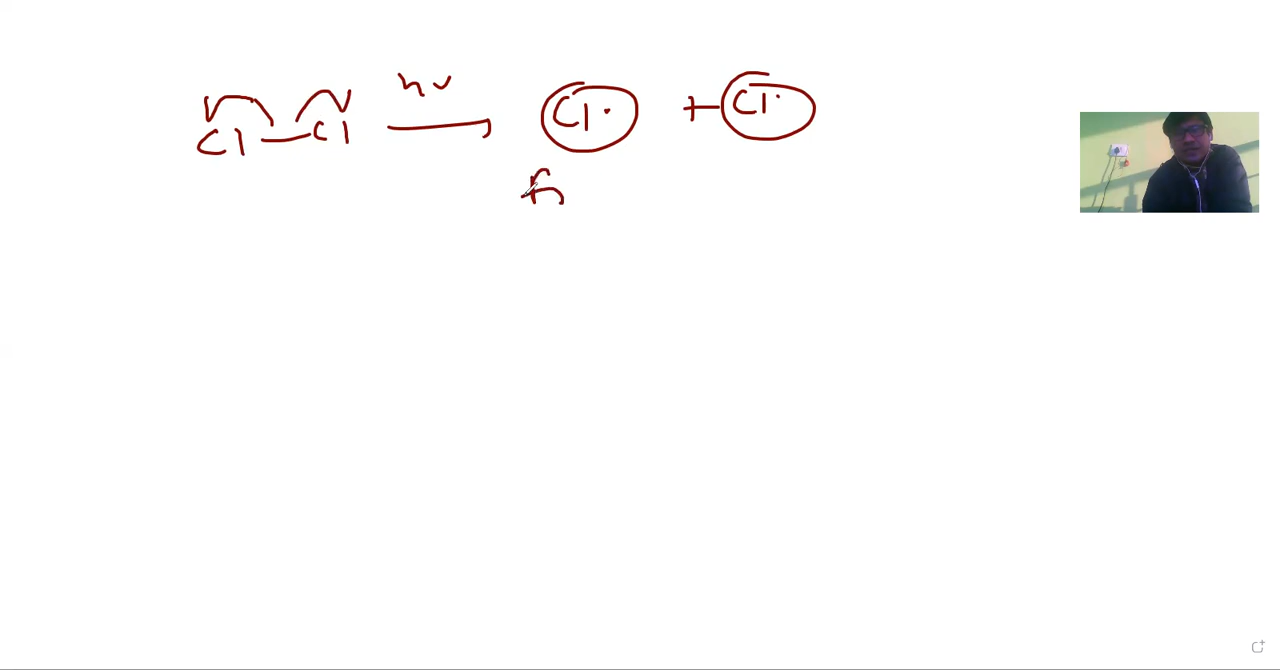 hν
Cl—Cl → Cl· + Cl·